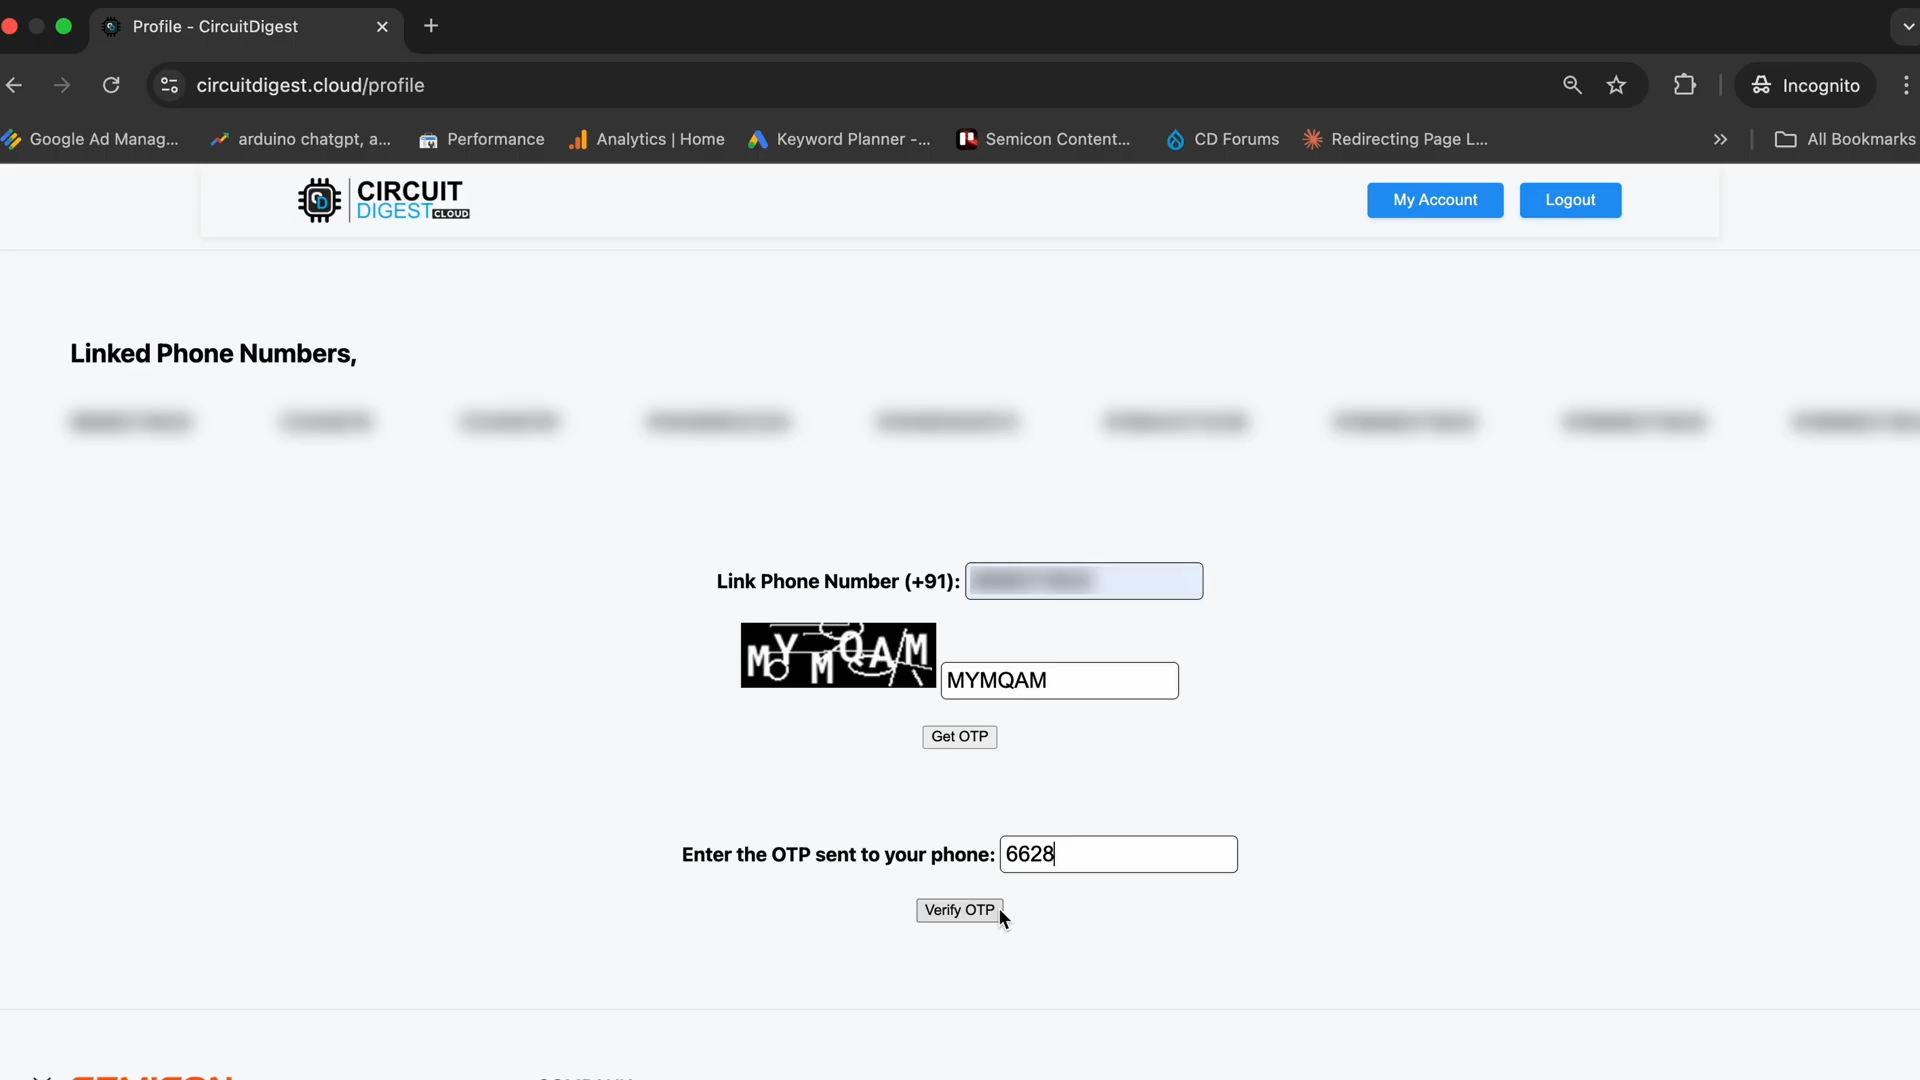 Profile - CircuitDigest
circuitdigest.cloud/profile
Incognito
Google Ad Manag...
arduino chatgpt, a...
Performance
Analytics | Home
Keyword Planner -...
Semicon Content...
CD Forums
Redirecting Page L...
All Bookmarks
CIRCUIT
DIGEST CLOUD
My Account
Logout
Linked Phone Numbers,
Link Phone Number (+91):
MYMQAM
MYMQAM
Get OTP
Enter the OTP sent to your phone: 6628
Verify OTP